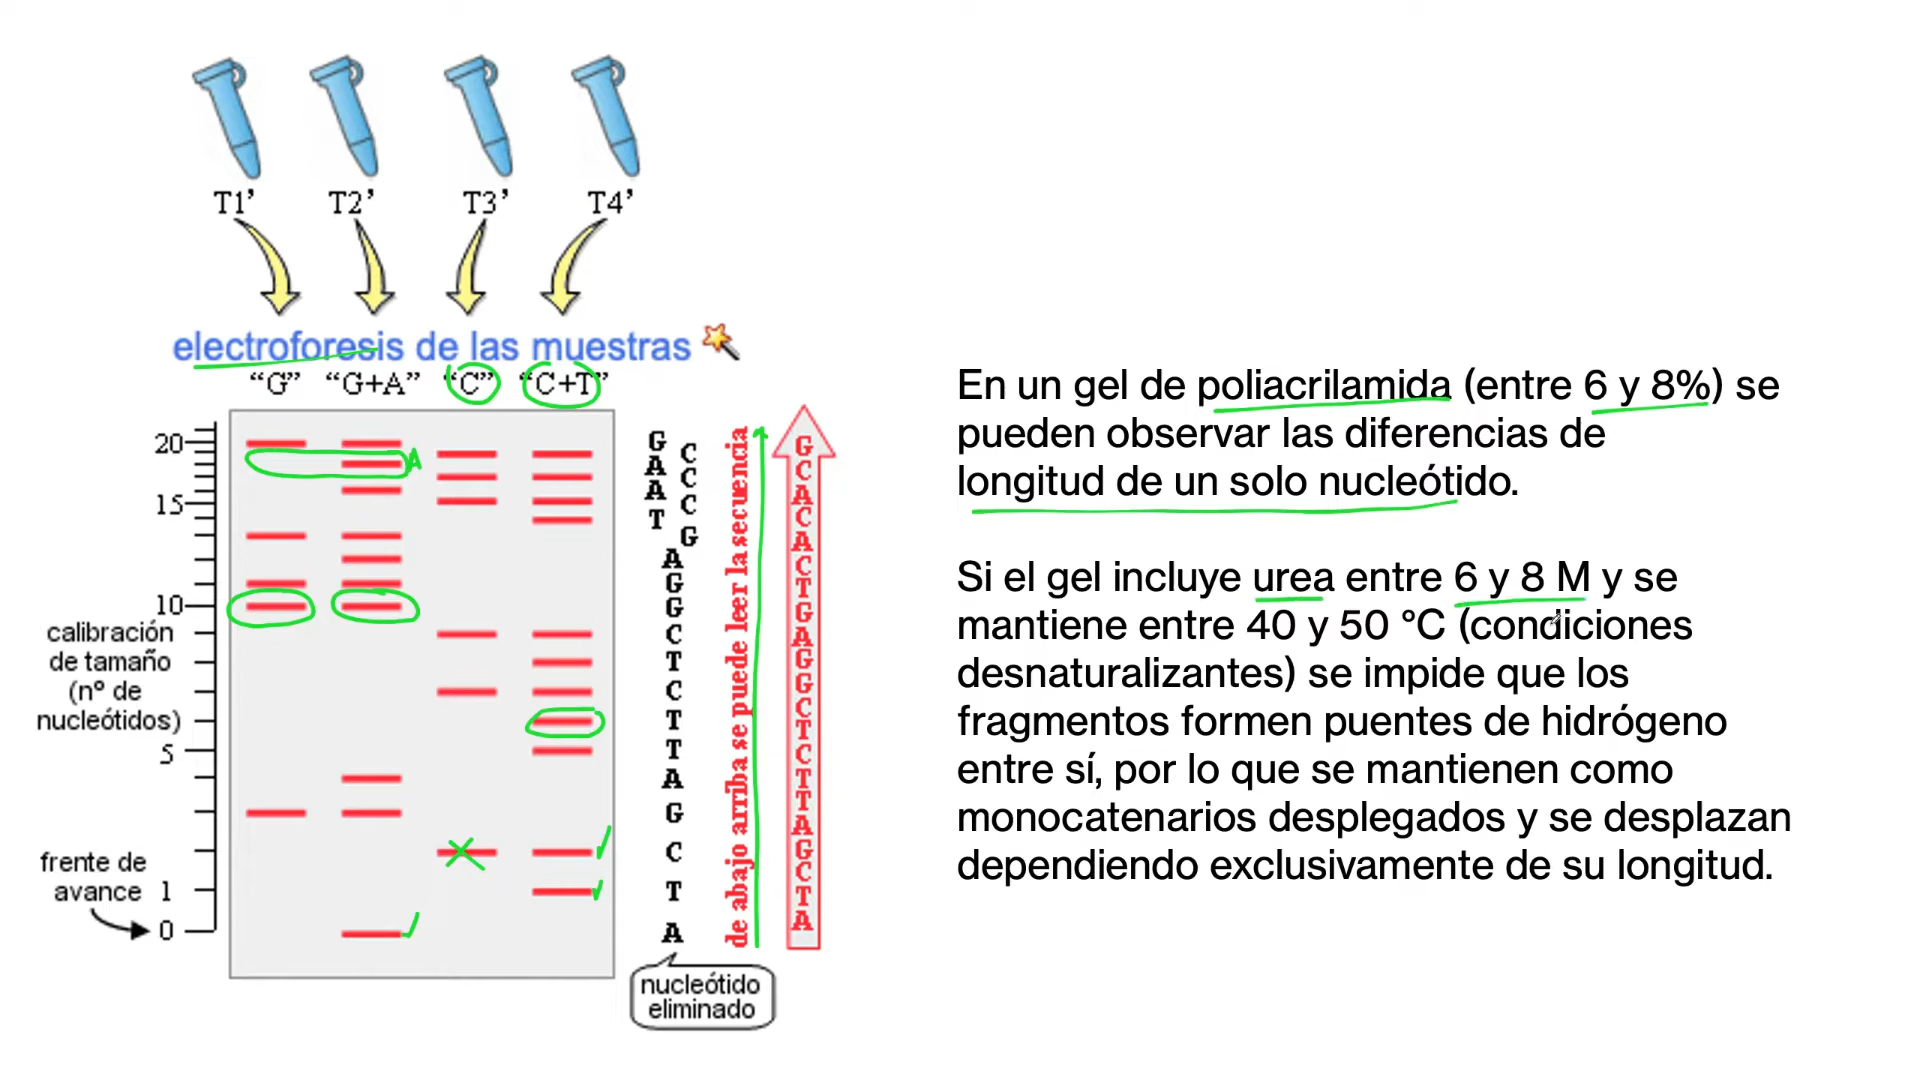 T1’ T2’ T3’ T4’
electroforesis de las muestras
“G” “G+A” “C” “C+T”
20
15
10
calibración
de tamaño
(nº de
nucleótidos)
5
frente de
avance 1
0
A
G
C
A
C
A
C
T
G
A
G
G
C
T
C
T
T
A
G
C
T
A
nucleótido
eliminado
de abajo arriba se puede leer la secuencia
G
C
A
C
A
C
T
G
A
G
G
C
T
C
T
T
A
G
C
T
A
En un gel de poliacrilamida (entre 6 y 8%) se
pueden observar las diferencias de
longitud de un solo nucleótido.
Si el gel incluye urea entre 6 y 8 M y se
mantiene entre 40 y 50 °C (condiciones
desnaturalizantes) se impide que los
fragmentos formen puentes de hidrógeno
entre sí, por lo que se mantienen como
monocatenarios desplegados y se desplazan
dependiendo exclusivamente de su longitud.